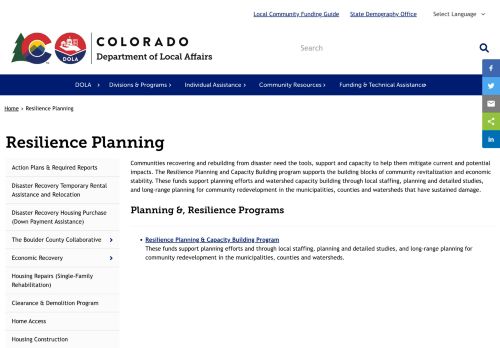 Local Community Funding Guide
State Demography Office
Select Language
DOLA
COLORADO
Department of Local Affairs
Search
DOLA
Divisions & Programs
Individual Assistance
Community Resources
Funding & Technical Assistance
Home
Resilience Planning
Resilience Planning
Action Plans & Required Reports
Disaster Recovery Temporary Rental
Assistance and Relocation
Disaster Recovery Housing Purchase
(Down Payment Assistance)
The Boulder County Collaborative
Economic Recovery
Housing Repairs (Single-Family
Rehabilitation)
Clearance & Demolition Program
Home Access
Housing Construction
Communities recovering and rebuilding from disaster need the tools, support and capacity to help them mitigate current and potential
impacts. The Resilience Planning and Capacity Building program supports the building blocks of community revitalization and economic
stability. These funds support planning efforts and watershed capacity building through local staffing, planning and detailed studies,
and long-range planning for community redevelopment in the municipalities, counties and watersheds that have sustained damage.
Planning &, Resilience Programs
Resilience Planning & Capacity Building Program
These funds support planning efforts and through local staffing, planning and detailed studies, and long-range planning for
community redevelopment in the municipalities, counties and watersheds.